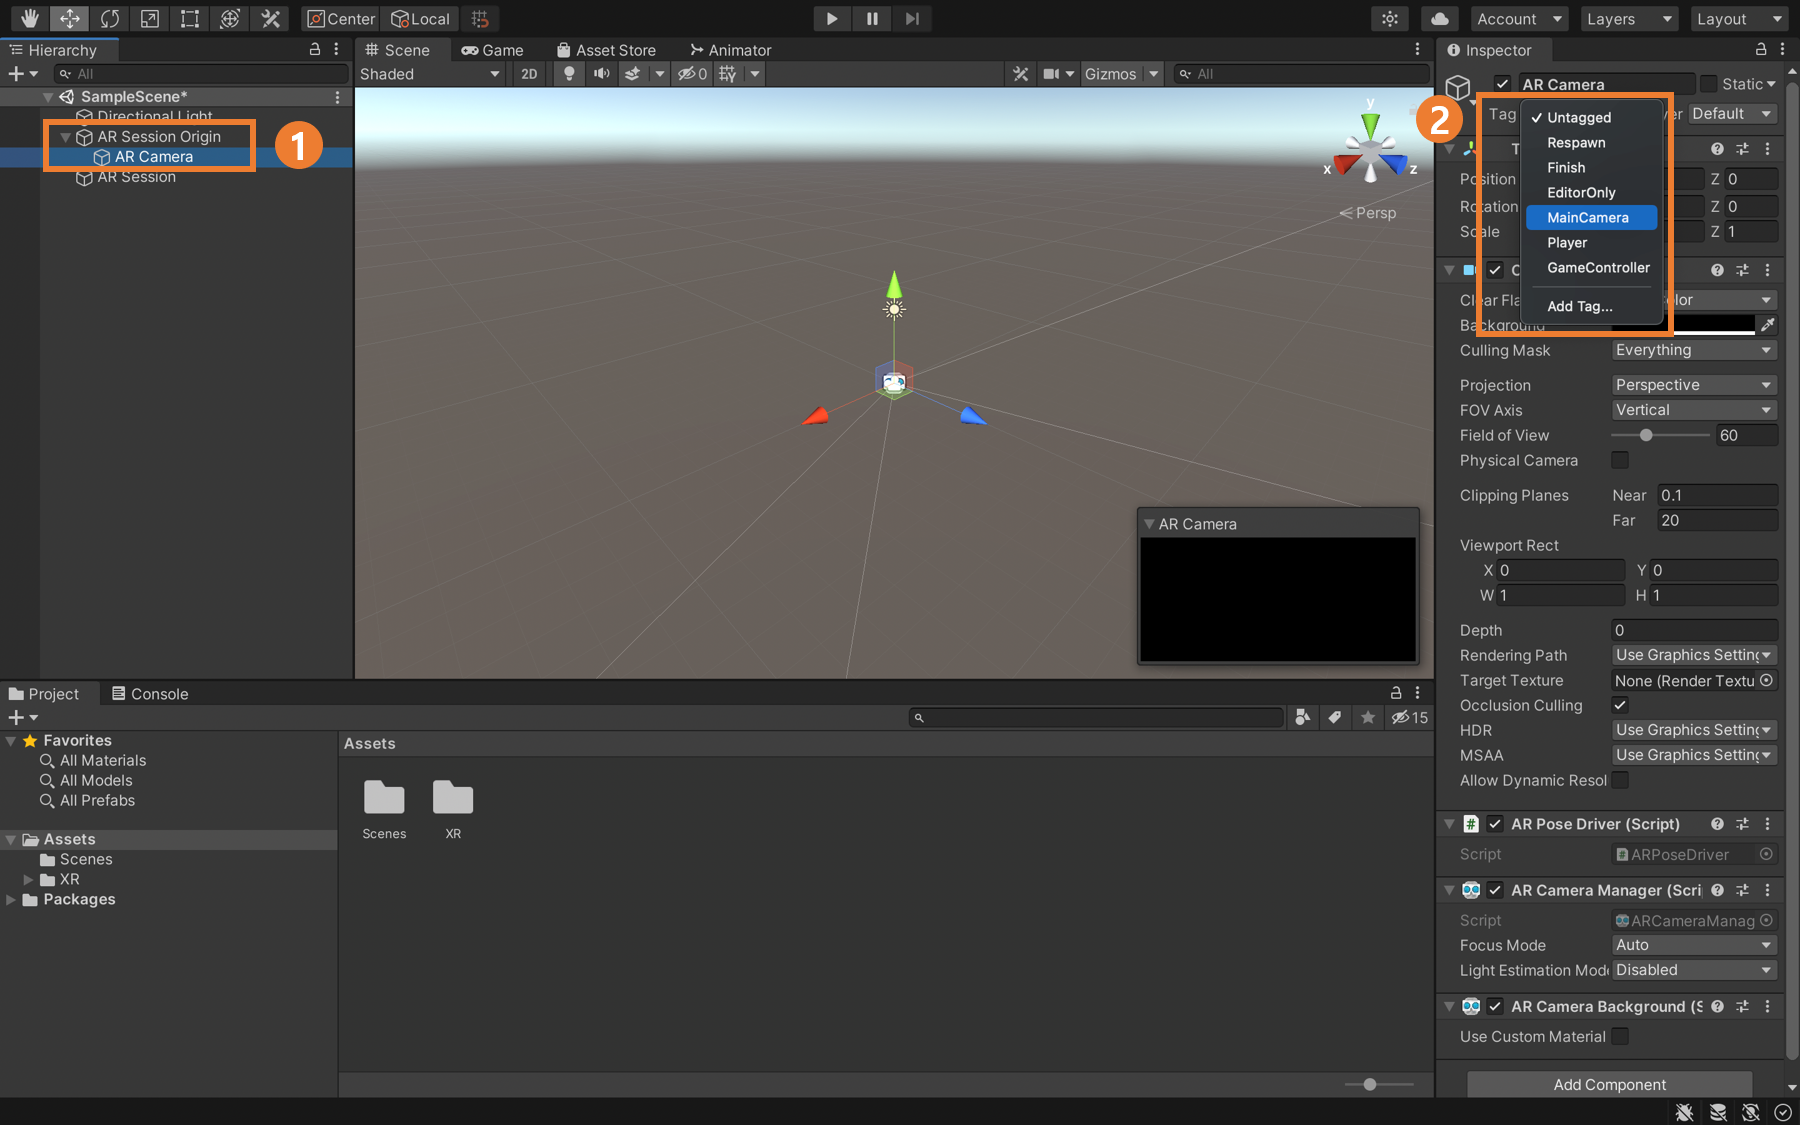 Center
Local
Account
Layers
Layout
Hierarchy
All
SampleScene*
Directional Light
AR Session Origin
AR Camera
AR Session
1
Scene
Game
Asset Store
Animator
Shaded
2D
0
Gizmos
All
y
x
z
Persp
AR Camera
Inspector
AR Camera
Static
2
Tag
Default
Untagged
Respawn
Finish
EditorOnly
MainCamera
Player
GameController
Add Tag...
Position
Z 0
Rotation
Z 0
Scale
Z 1
Background
Culling Mask
Everything
Projection
Perspective
FOV Axis
Vertical
Field of View
60
Physical Camera
Clipping Planes
Near
0.1
Far
20
Viewport Rect
X 0
Y 0
W 1
H 1
Depth
0
Rendering Path
Use Graphics Setting
Target Texture
None (Render Textu
Occlusion Culling
HDR
Use Graphics Setting
MSAA
Use Graphics Setting
Allow Dynamic Resol
# AR Pose Driver (Script)
Script
# ARPoseDriver
AR Camera Manager (Scri
Script
ARCameraManag
Focus Mode
Auto
Light Estimation Mode
Disabled
AR Camera Background (S
Use Custom Material
Add Component
Project
Console
15
Favorites
All Materials
All Models
All Prefabs
Assets
Scenes
XR
Packages
Assets
Scenes
XR